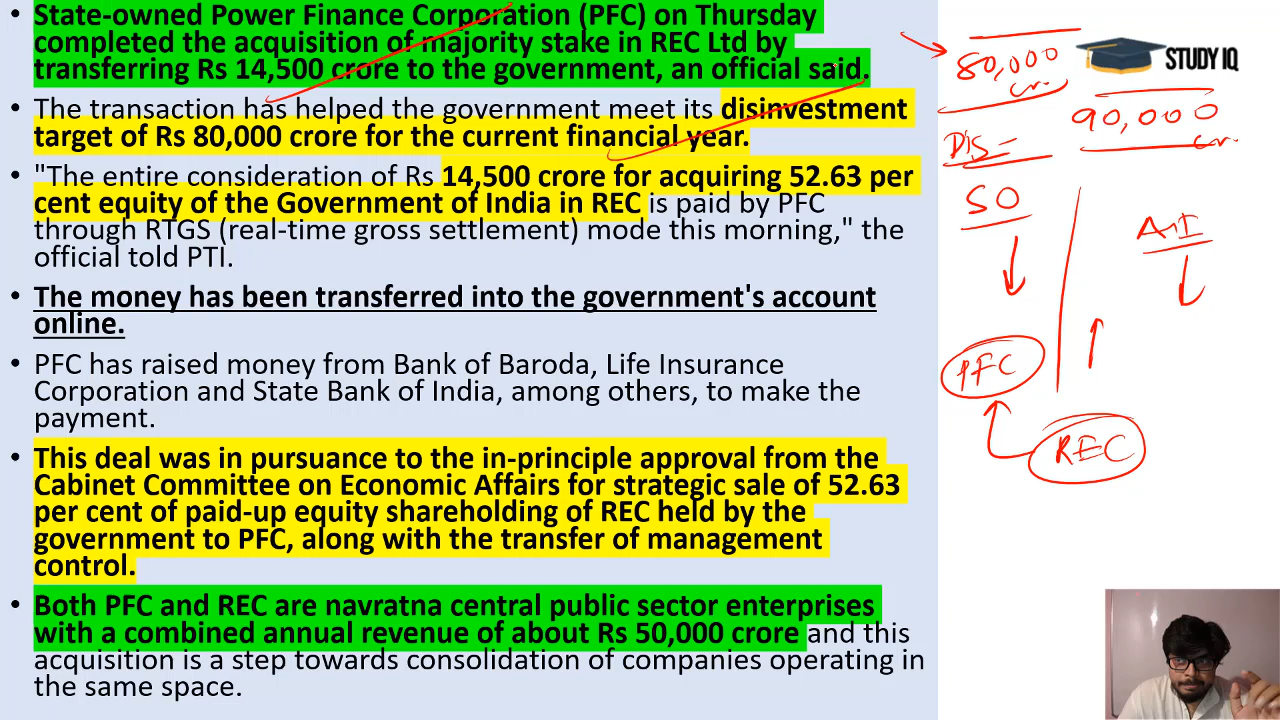 • State-owned Power Finance Corporation (PFC) on Thursday
completed the acquisition of majority stake in REC Ltd by
transferring Rs 14,500 crore to the government, an official said.
• The transaction has helped the government meet its disinvestment
target of Rs 80,000 crore for the current financial year.
• "The entire consideration of Rs 14,500 crore for acquiring 52.63 per
cent equity of the Government of India in REC is paid by PFC
through RTGS (real-time gross settlement) mode this morning," the
official told PTI.
• The money has been transferred into the government's account
online.
• PFC has raised money from Bank of Baroda, Life Insurance
Corporation and State Bank of India, among others, to make the
payment.
• This deal was in pursuance to the in-principle approval from the
Cabinet Committee on Economic Affairs for strategic sale of 52.63
per cent of paid-up equity shareholding of REC held by the
government to PFC, along with the transfer of management
control.
• Both PFC and REC are navratna central public sector enterprises
with a combined annual revenue of about Rs 50,000 crore and this
acquisition is a step towards consolidation of companies operating in
the same space.
80,000
cr.
STUDY IQ
90,000
cr.
DIS
SO
A.I
PFC
REC